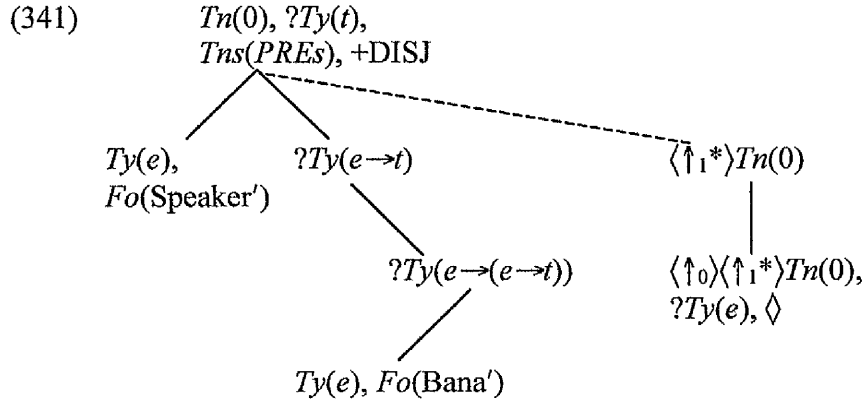 (341) Tn(0), ?Ty(t),
Tns(PREs), +DISJ
Ty(e), ?Ty(e→t) ⟨↑₁*⟩Tn(0)
Fo(Speaker′)
?Ty(e→(e→t)) ⟨↑₀⟩⟨↑₁*⟩Tn(0),
?Ty(e), ◊
Ty(e), Fo(Bana′)